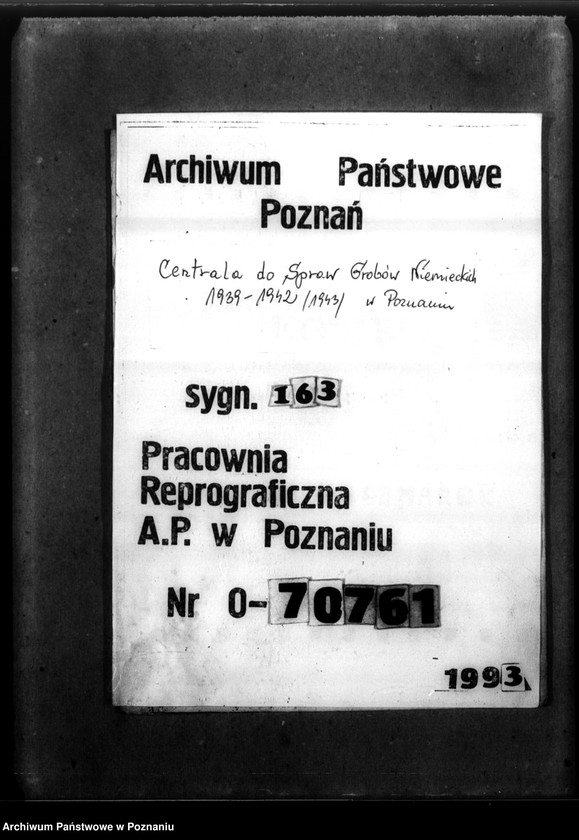 Archiwum Państwowe
Poznań
Centrala do Spraw Grobów Niemieckich
1939-1942 /1943/ w Poznaniu
sygn. 163
Pracownia
Reprograficzna
A.P. w Poznaniu
Nr 0-70761
1993
Archiwum Państwowe w Poznaniu